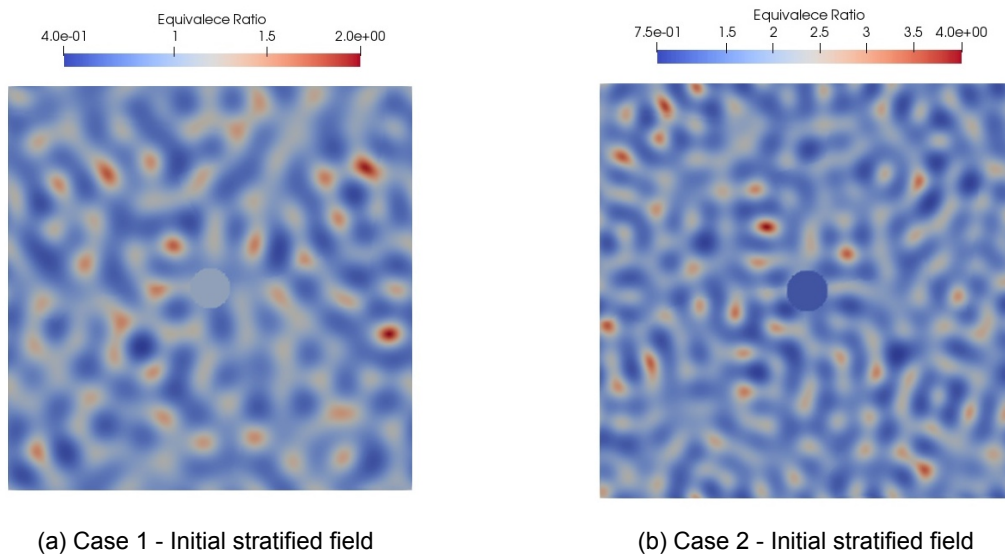 Equivalece Ratio
4.0e-01 1 1.5 2.0e+00
Equivalece Ratio
7.5e-01 1.5 2 2.5 3 3.5 4.0e+00
(a) Case 1 - Initial stratified field
(b) Case 2 - Initial stratified field